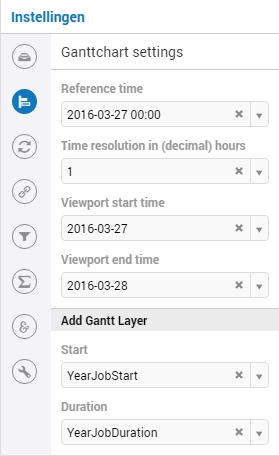 Instellingen
Ganttchart settings
Reference time
2016-03-27 00:00
Time resolution in (decimal) hours
1
Viewport start time
2016-03-27
Viewport end time
2016-03-28
Add Gantt Layer
Start
YearJobStart
Duration
YearJobDuration